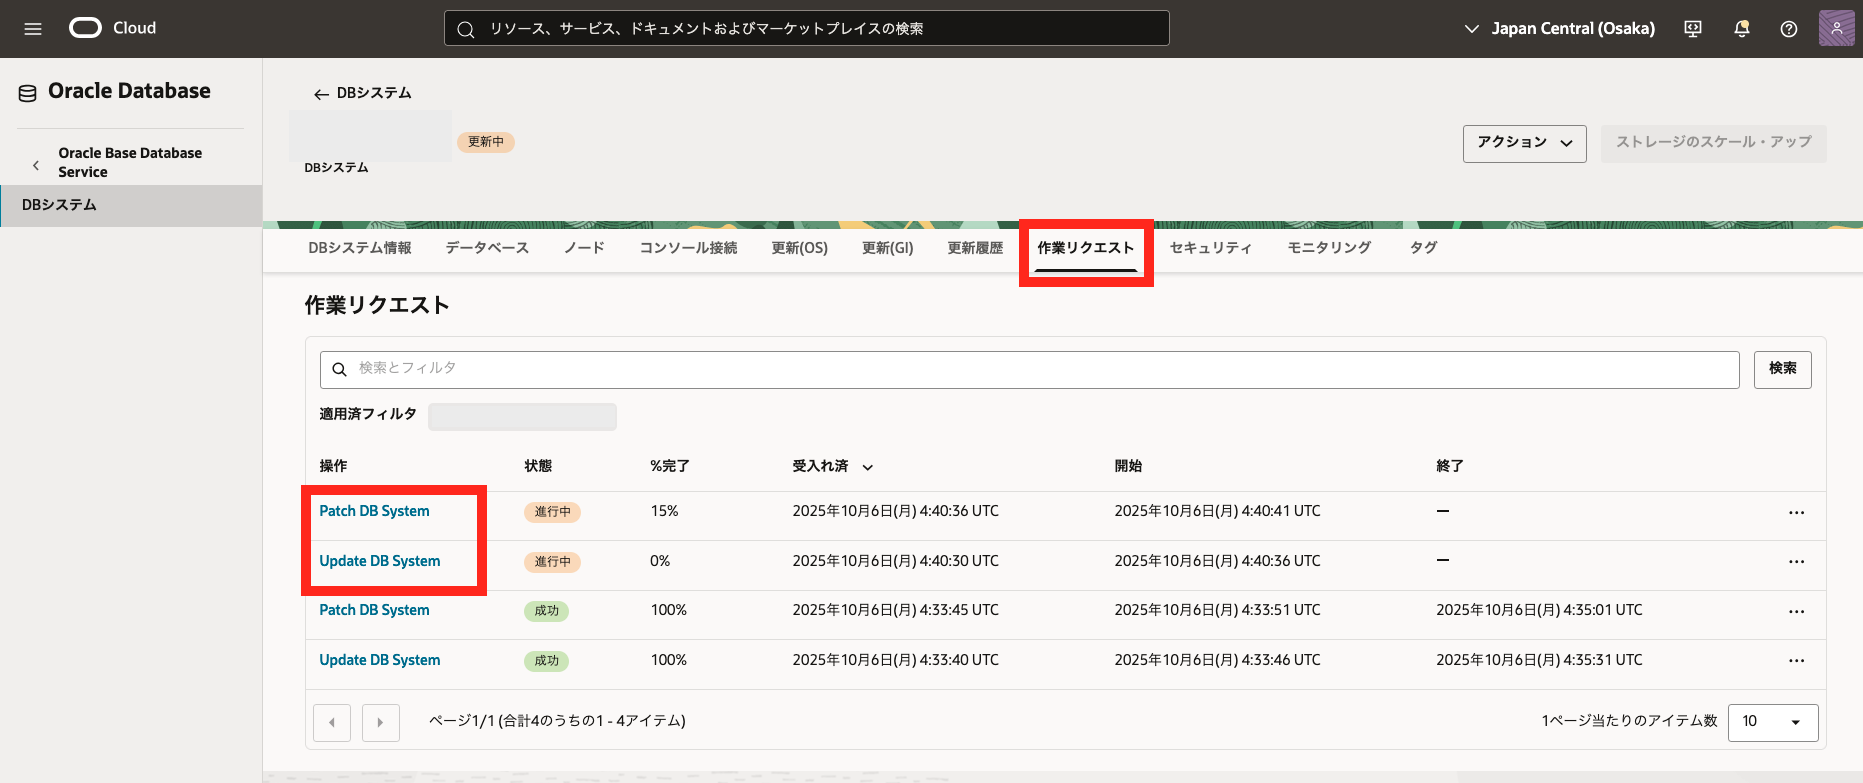 Cloud
リソース、サービス、ドキュメントおよびマーケットプレイスの検索
Japan Central (Osaka)
Oracle Database
Oracle Base Database
Service
DBシステム
DBシステム
更新中
DBシステム
アクション
ストレージのスケール・アップ
DBシステム情報 データベース ノード コンソール接続 更新(OS) 更新(GI) 更新履歴 作業リクエスト セキュリティ モニタリング タグ
作業リクエスト
検索とフィルタ
検索
適用済フィルタ
操作 状態 %完了 受入れ済 開始 終了
Patch DB System 進行中 15% 2025年10月6日(月) 4:40:36 UTC 2025年10月6日(月) 4:40:41 UTC —
Update DB System 進行中 0% 2025年10月6日(月) 4:40:30 UTC 2025年10月6日(月) 4:40:36 UTC —
Patch DB System 成功 100% 2025年10月6日(月) 4:33:45 UTC 2025年10月6日(月) 4:33:51 UTC 2025年10月6日(月) 4:35:01 UTC
Update DB System 成功 100% 2025年10月6日(月) 4:33:40 UTC 2025年10月6日(月) 4:33:46 UTC 2025年10月6日(月) 4:35:31 UTC
ページ1/1 (合計4のうちの1 - 4アイテム)
1ページ当たりのアイテム数 10